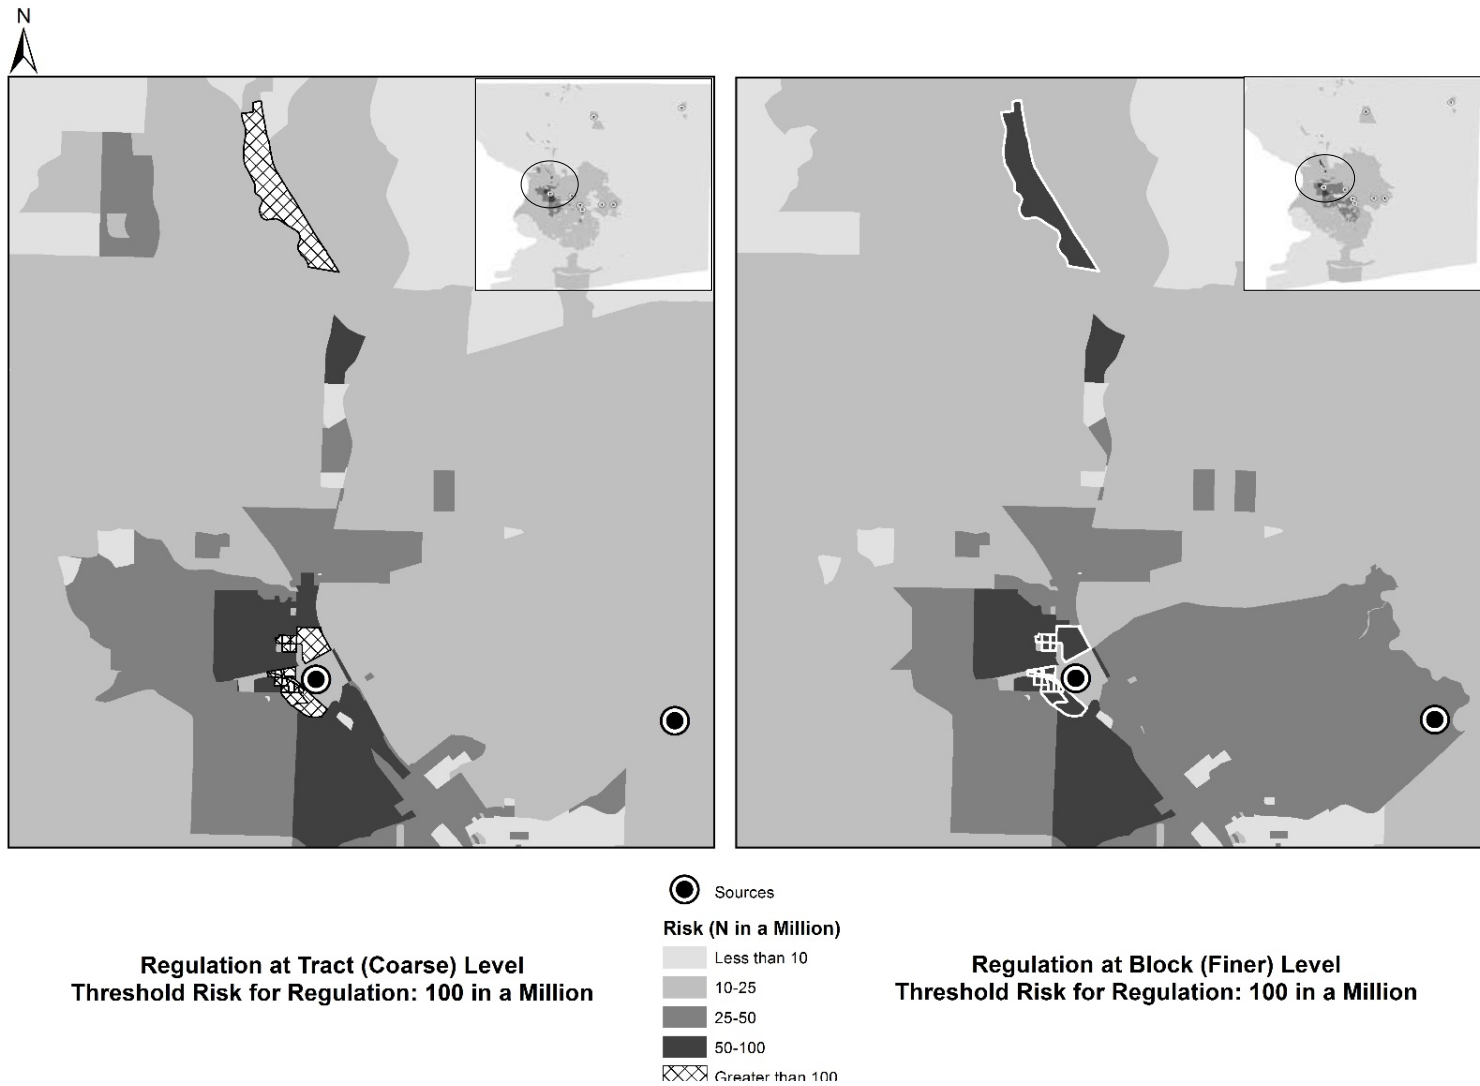 N
Sources
Risk (N in a Million)
Less than 10
10-25
25-50
50-100
Greater than 100
Regulation at Tract (Coarse) Level
Threshold Risk for Regulation: 100 in a Million
Regulation at Block (Finer) Level
Threshold Risk for Regulation: 100 in a Million